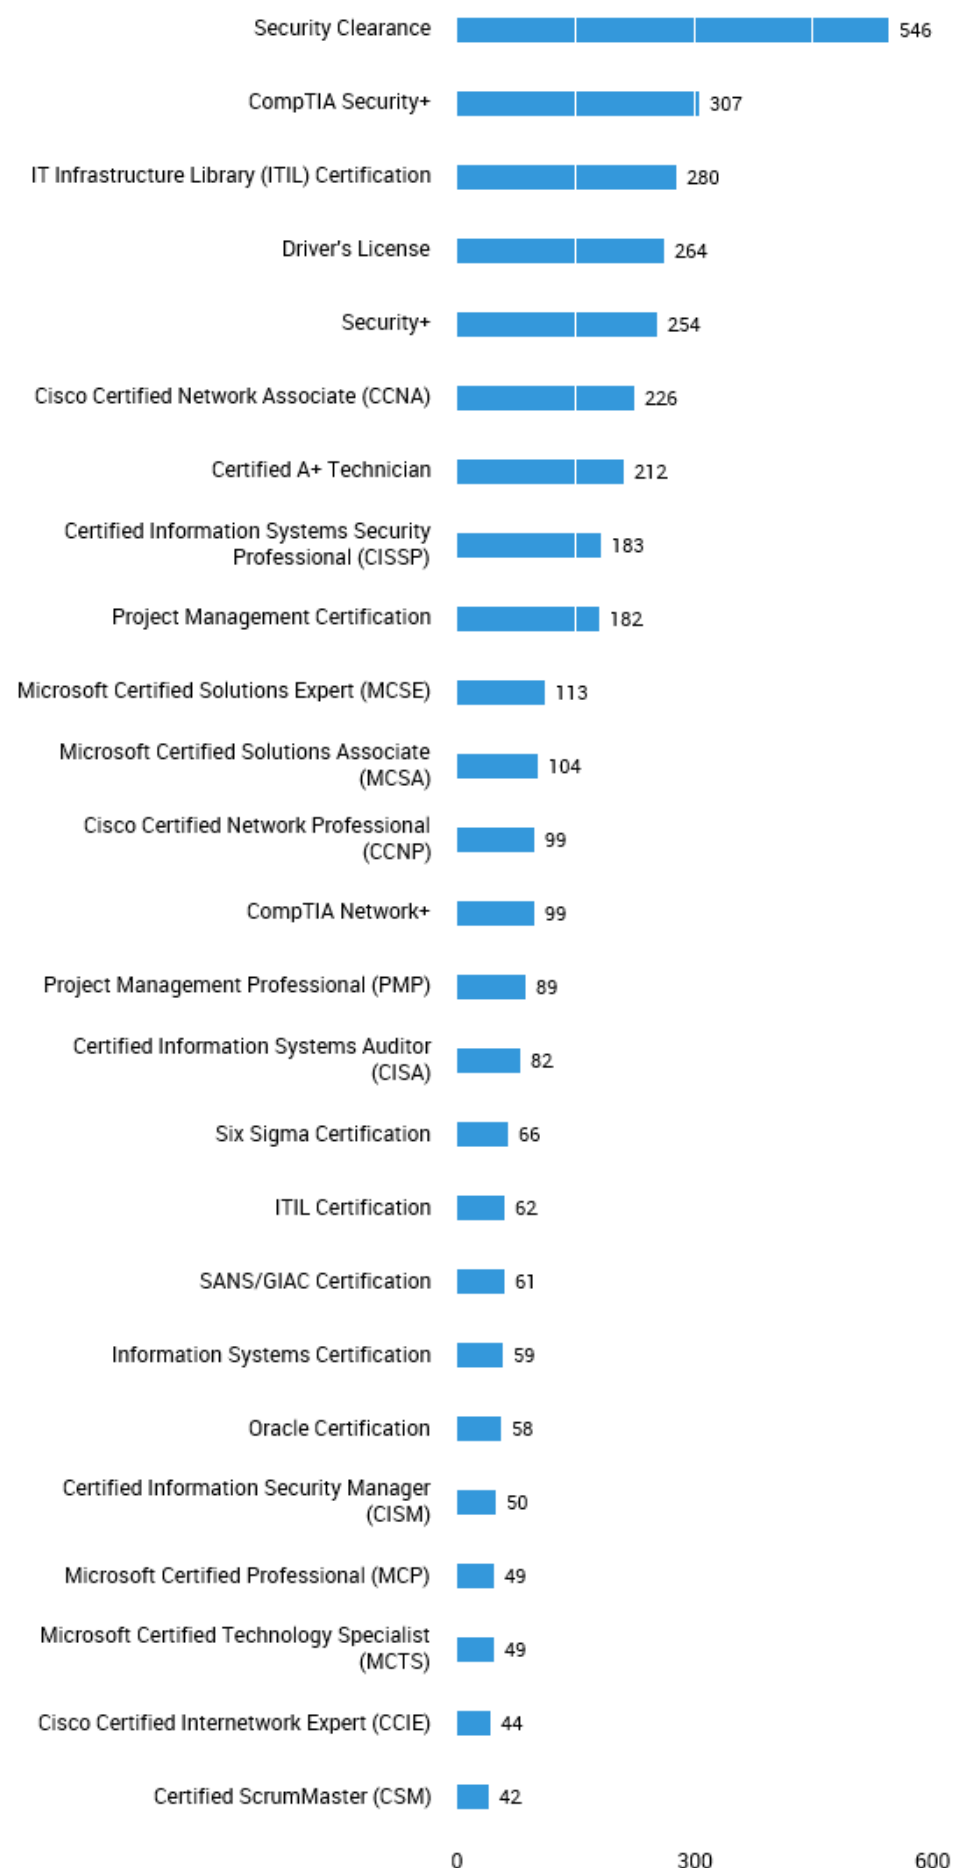 Security Clearance 546
CompTIA Security+ 307
IT Infrastructure Library (ITIL) Certification 280
Driver's License 264
Security+ 254
Cisco Certified Network Associate (CCNA) 226
Certified A+ Technician 212
Certified Information Systems Security
Professional (CISSP) 183
Project Management Certification 182
Microsoft Certified Solutions Expert (MCSE) 113
Microsoft Certified Solutions Associate
(MCSA) 104
Cisco Certified Network Professional
(CCNP) 99
CompTIA Network+ 99
Project Management Professional (PMP) 89
Certified Information Systems Auditor
(CISA) 82
Six Sigma Certification 66
ITIL Certification 62
SANS/GIAC Certification 61
Information Systems Certification 59
Oracle Certification 58
Certified Information Security Manager
(CISM) 50
Microsoft Certified Professional (MCP) 49
Microsoft Certified Technology Specialist
(MCTS) 49
Cisco Certified Internetwork Expert (CCIE) 44
Certified ScrumMaster (CSM) 42
0 300 600